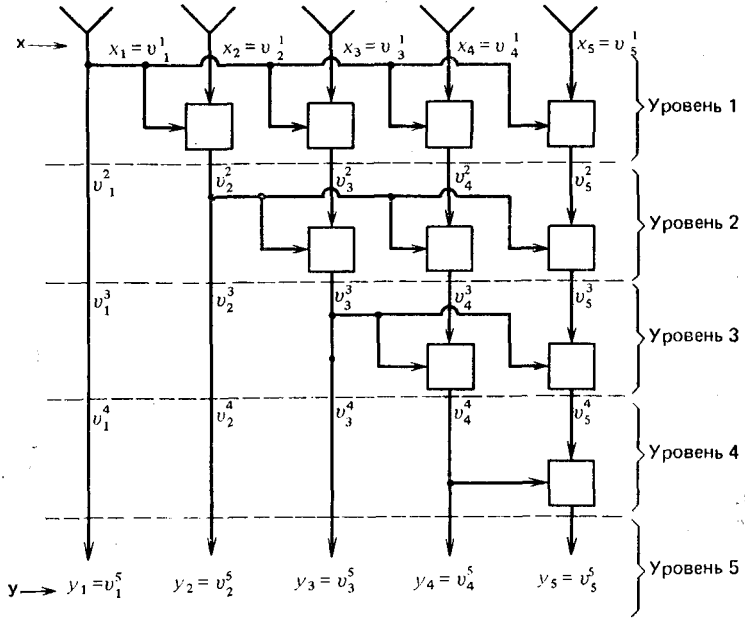 x x₁ = υ₁¹ x₂ = υ₂¹ x₃ = υ₃¹ x₄ = υ₄¹ x₅ = υ₅¹
Уровень 1
υ₁² υ₂² υ₃² υ₄² υ₅²
Уровень 2
υ₁³ υ₂³ υ₃³ υ₄³ υ₅³
Уровень 3
υ₁⁴ υ₂⁴ υ₃⁴ υ₄⁴ υ₅⁴
Уровень 4
Уровень 5
y y₁ = υ₁⁵ y₂ = υ₂⁵ y₃ = υ₃⁵ y₄ = υ₄⁵ y₅ = υ₅⁵